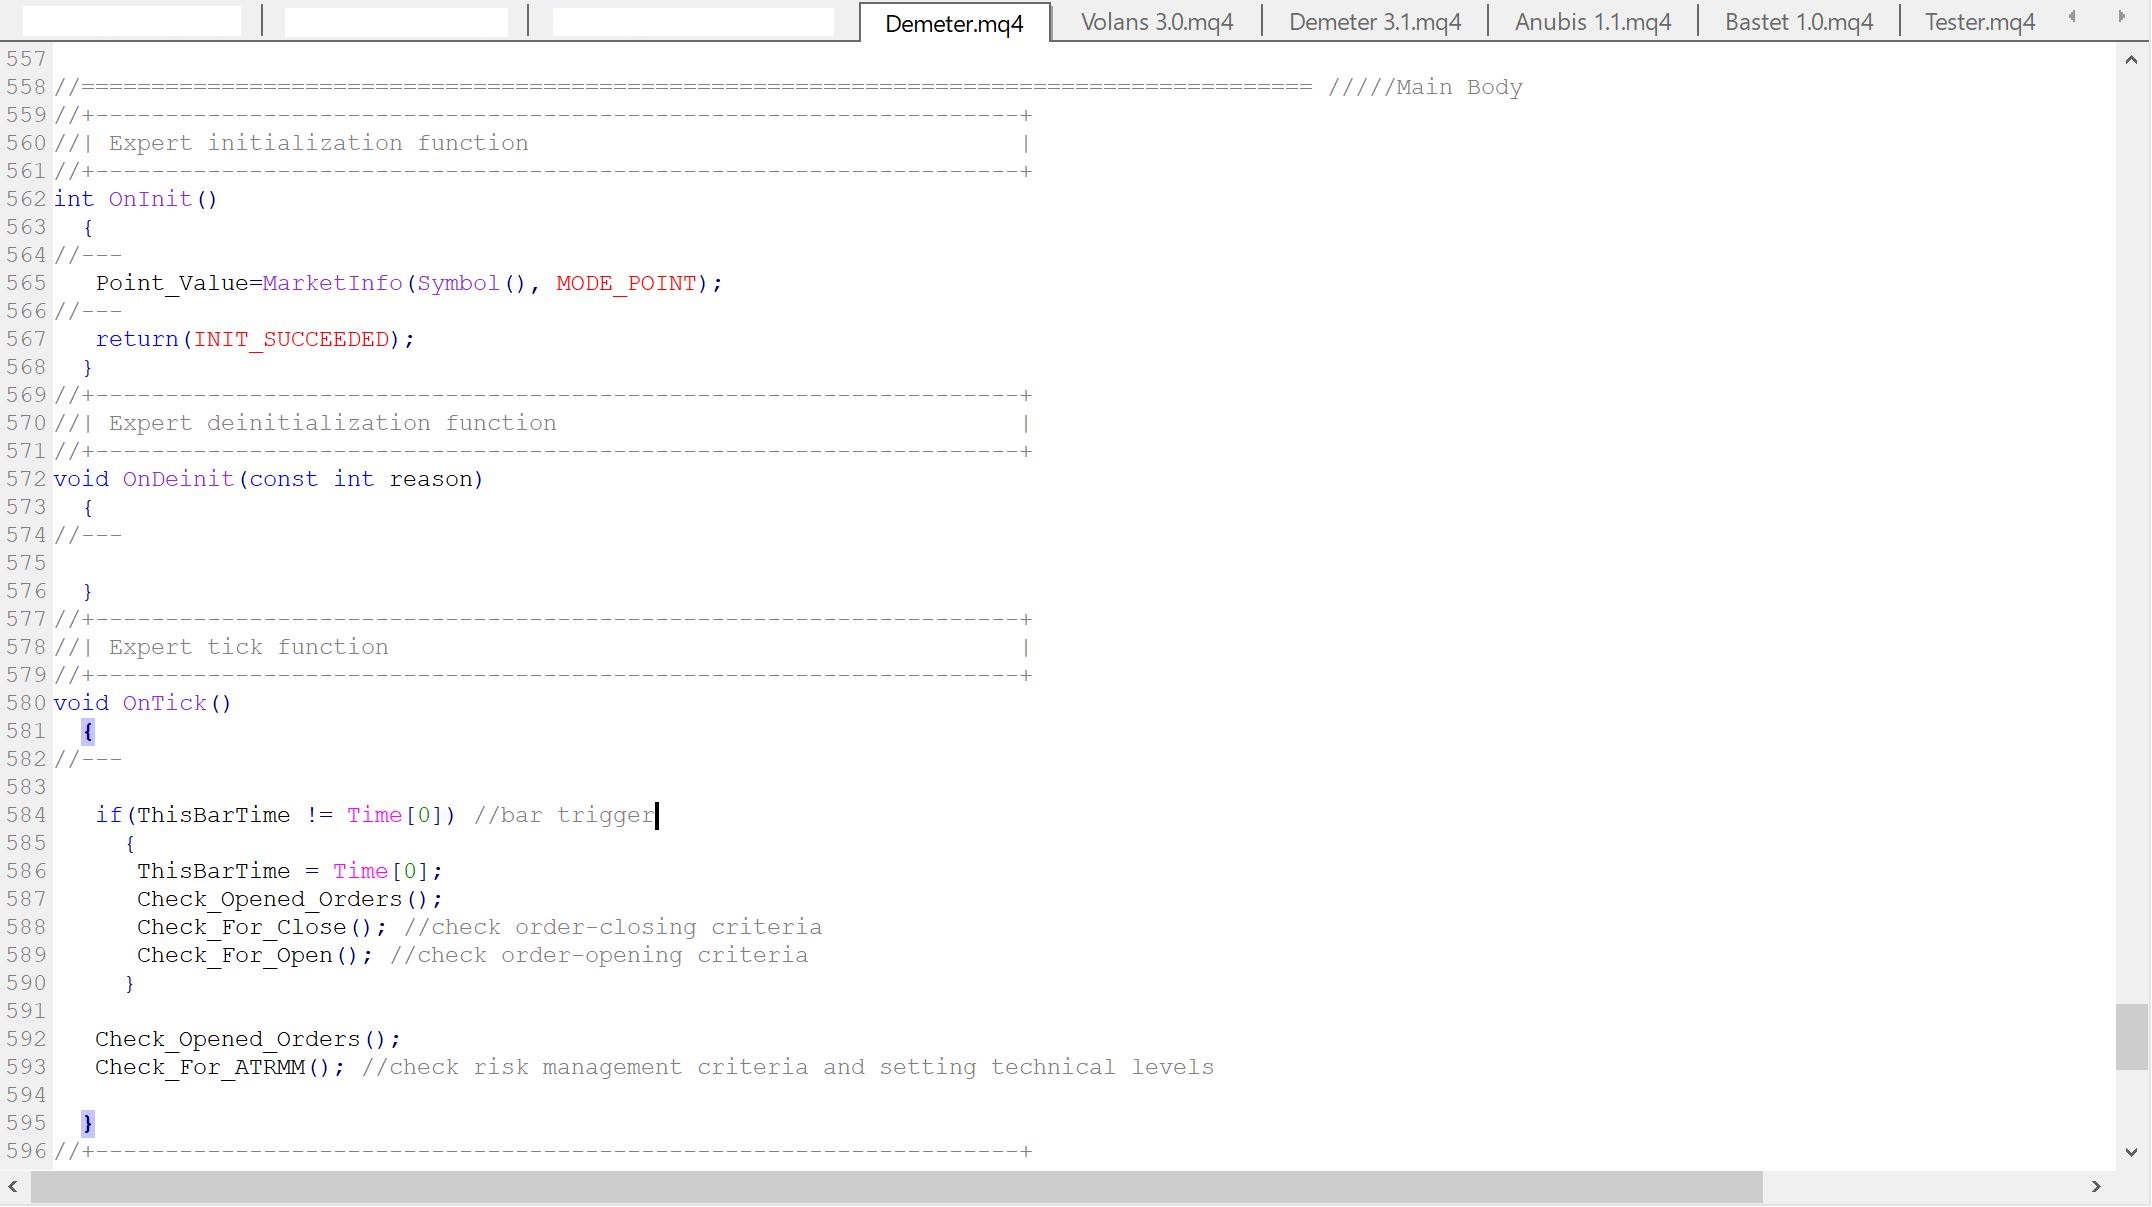 Demeter.mq4 Volans 3.0.mq4 Demeter 3.1.mq4 Anubis 1.1.mq4 Bastet 1.0.mq4 Tester.mq4
557
558 //======================================================================================== /////Main Body
559 //+------------------------------------------------------------------+
560 //| Expert initialization function                                   |
561 //+------------------------------------------------------------------+
562 int OnInit()
563   {
564 //---
565    Point_Value=MarketInfo(Symbol(), MODE_POINT);
566 //---
567    return(INIT_SUCCEEDED);
568   }
569 //+------------------------------------------------------------------+
570 //| Expert deinitialization function                                 |
571 //+------------------------------------------------------------------+
572 void OnDeinit(const int reason)
573   {
574 //---
575
576   }
577 //+------------------------------------------------------------------+
578 //| Expert tick function                                             |
579 //+------------------------------------------------------------------+
580 void OnTick()
581   {
582 //---
583
584    if(ThisBarTime != Time[0]) //bar trigger
585      {
586       ThisBarTime = Time[0];
587       Check_Opened_Orders();
588       Check_For_Close(); //check order-closing criteria
589       Check_For_Open(); //check order-opening criteria
590      }
591
592    Check_Opened_Orders();
593    Check_For_ATRMM(); //check risk management criteria and setting technical levels
594
595   }
596 //+------------------------------------------------------------------+